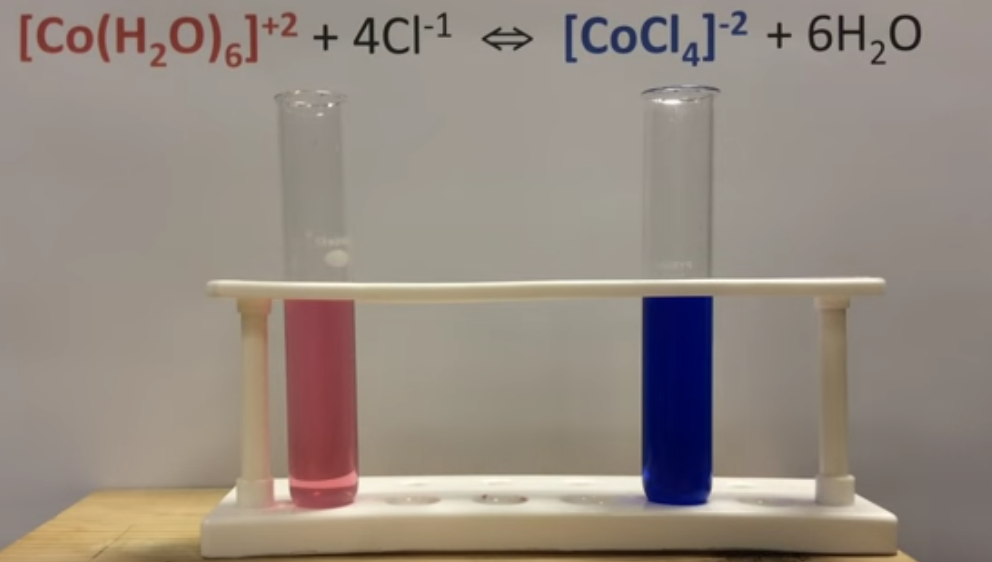 [Co(H₂O)₆]⁺² + 4Cl⁻¹ ⇔ [CoCl₄]⁻² + 6H₂O